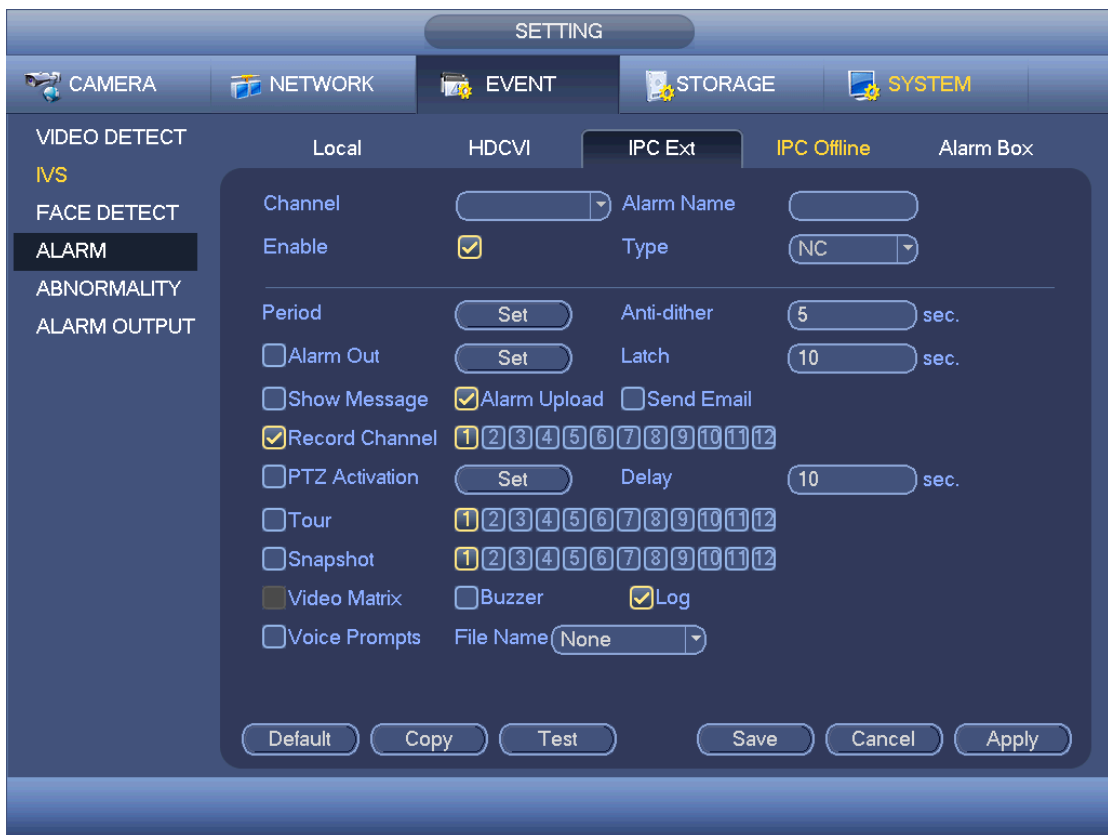 SETTING
CAMERA NETWORK EVENT STORAGE SYSTEM
VIDEO DETECT
IVS
FACE DETECT
ALARM
ABNORMALITY
ALARM OUTPUT
Local HDCVI IPC Ext IPC Offline Alarm Box
Channel Alarm Name
Enable Type NC
Period Set Anti-dither 5 sec.
Alarm Out Set Latch 10 sec.
Show Message Alarm Upload Send Email
Record Channel 1 2 3 4 5 6 7 8 9 10 11 12
PTZ Activation Set Delay 10 sec.
Tour 1 2 3 4 5 6 7 8 9 10 11 12
Snapshot 1 2 3 4 5 6 7 8 9 10 11 12
Video Matrix Buzzer Log
Voice Prompts File Name None
Default Copy Test Save Cancel Apply